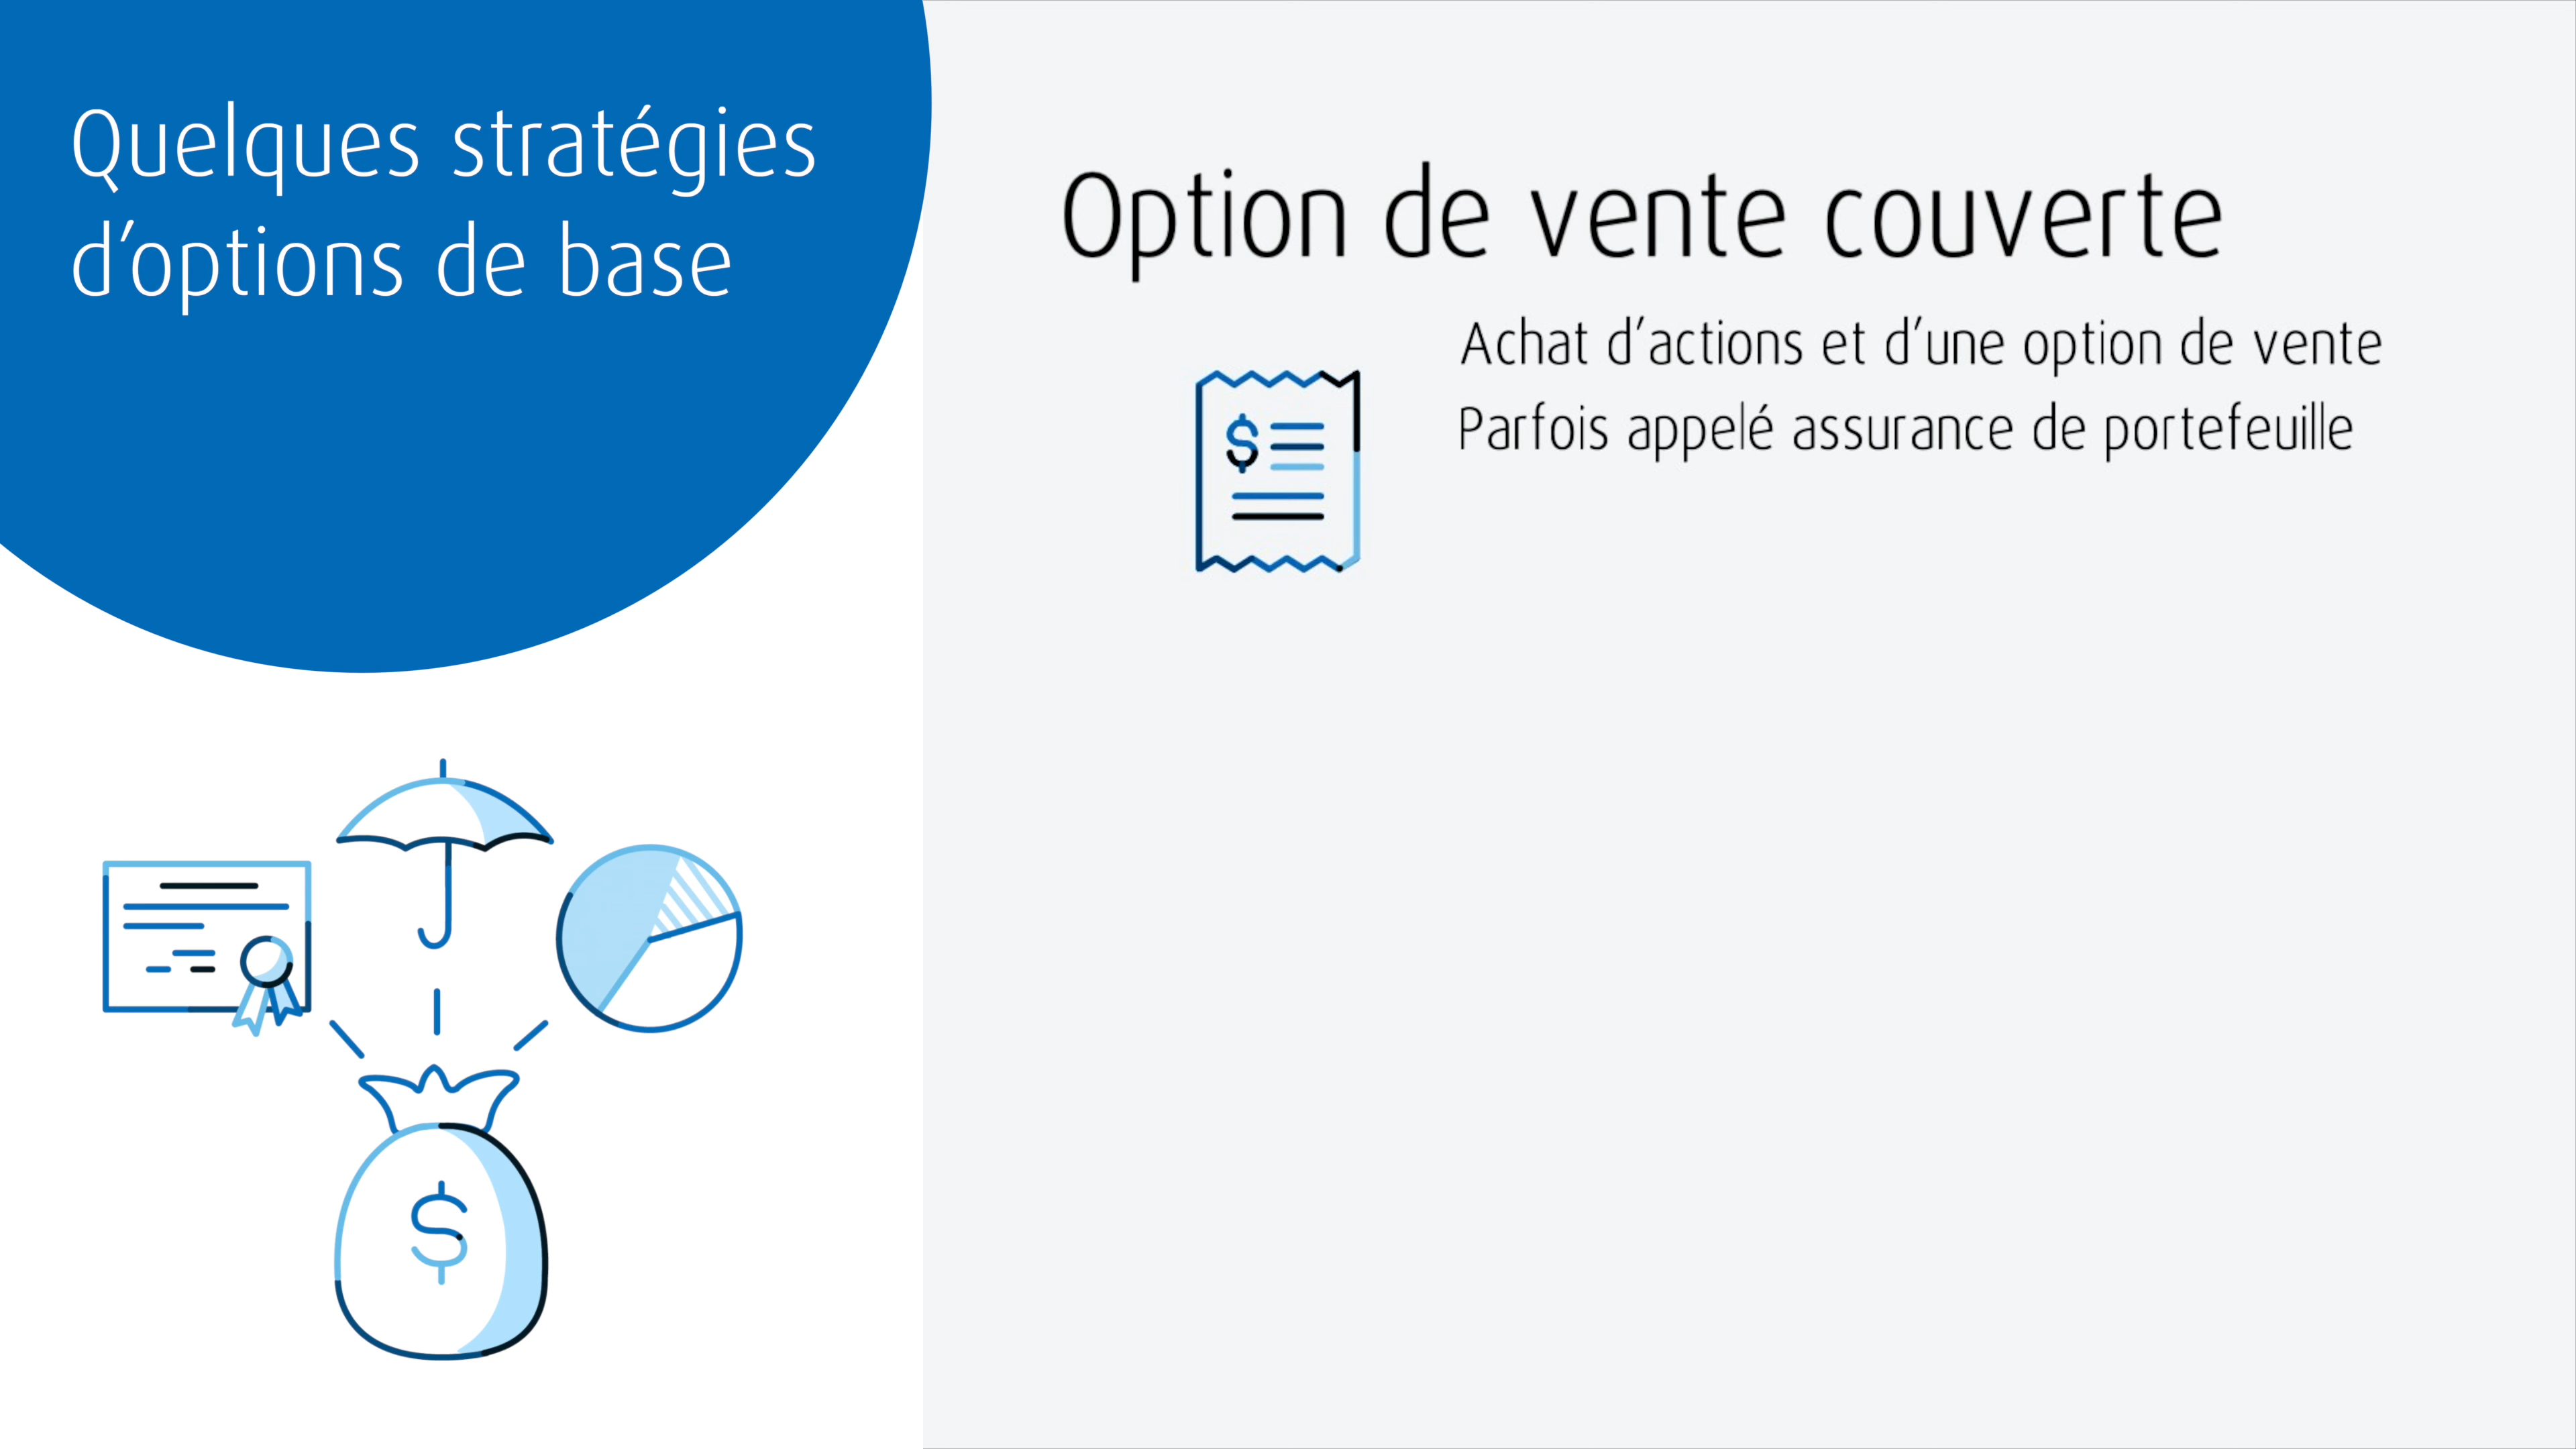 Quelques stratégies
d’options de base
Option de vente couverte
Achat d’actions et d’une option de vente
Parfois appelé assurance de portefeuille
$
$